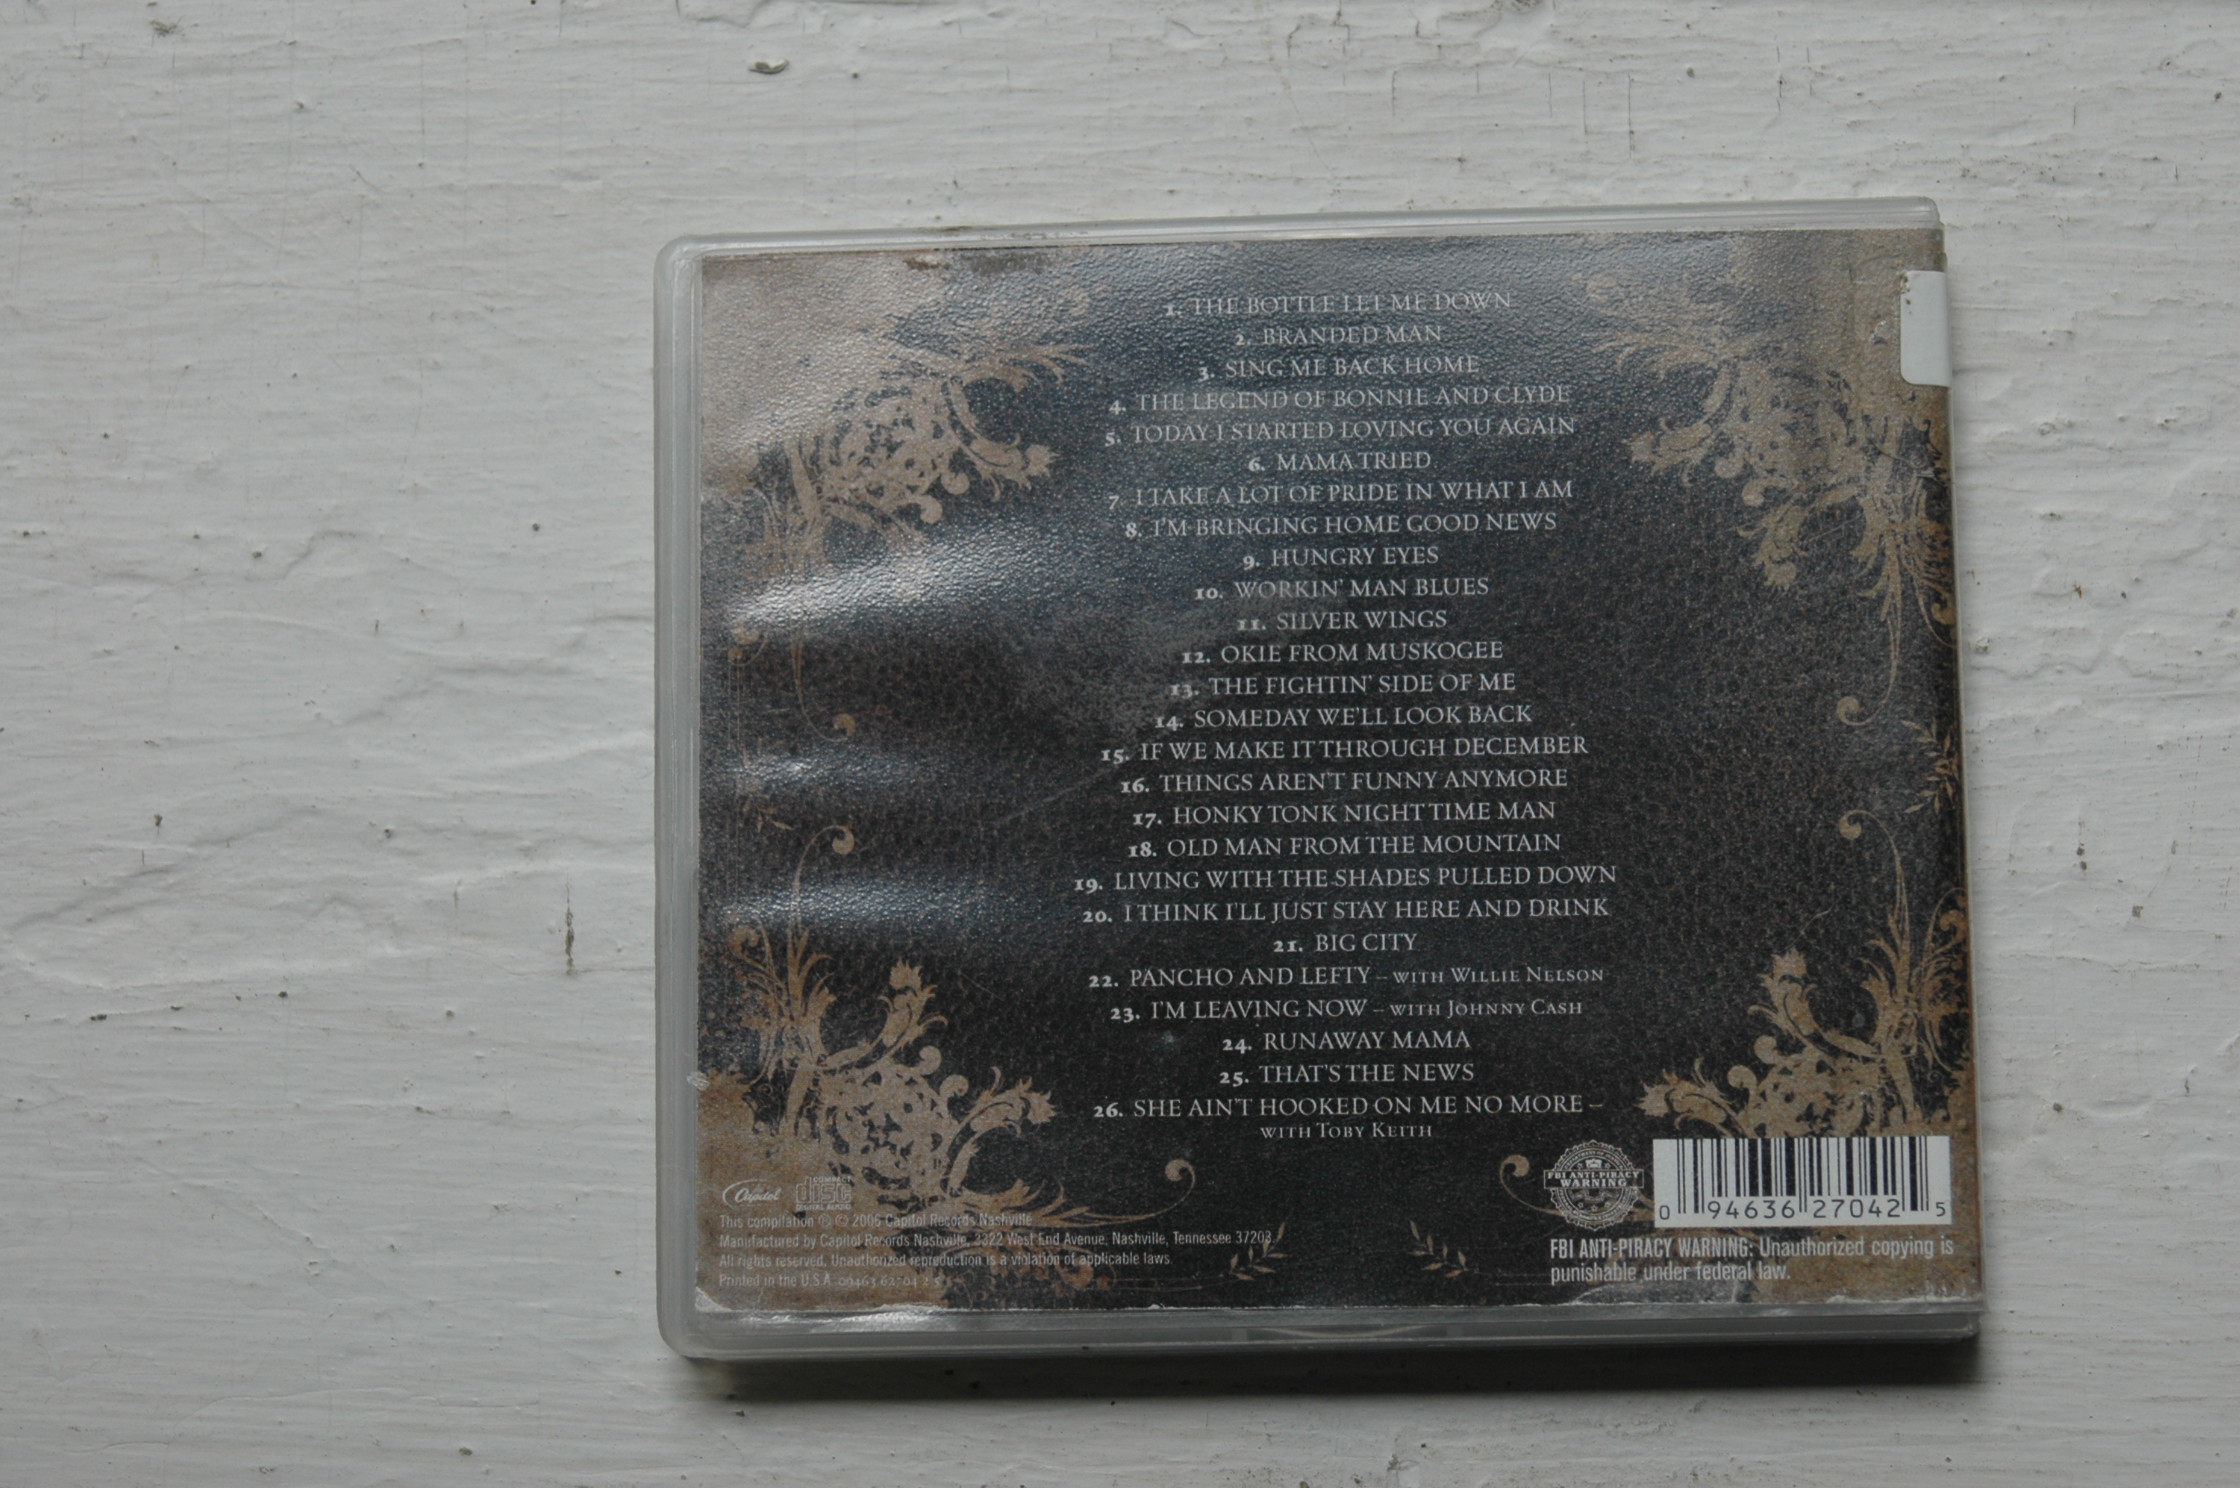 1. THE BOTTLE LET ME DOWN
2. BRANDED MAN
3. SING ME BACK HOME
4. THE LEGEND OF BONNIE AND CLYDE
5. TODAY I STARTED LOVING YOU AGAIN
6. MAMA TRIED
7. I TAKE A LOT OF PRIDE IN WHAT I AM
8. I'M BRINGING HOME GOOD NEWS
9. HUNGRY EYES
10. WORKIN' MAN BLUES
11. SILVER WINGS
12. OKIE FROM MUSKOGEE
13. THE FIGHTIN' SIDE OF ME
14. SOMEDAY WE'LL LOOK BACK
15. IF WE MAKE IT THROUGH DECEMBER
16. THINGS AREN'T FUNNY ANYMORE
17. HONKY TONK NIGHT TIME MAN
18. OLD MAN FROM THE MOUNTAIN
19. LIVING WITH THE SHADES PULLED DOWN
20. I THINK I'LL JUST STAY HERE AND DRINK
21. BIG CITY
22. PANCHO AND LEFTY – WITH WILLIE NELSON
23. I'M LEAVING NOW – WITH JOHNNY CASH
24. RUNAWAY MAMA
25. THAT'S THE NEWS
26. SHE AIN'T HOOKED ON ME NO MORE –
WITH TOBY KEITH
Capitol
COMPACT
disc
DIGITAL AUDIO
This compilation ℗ © 2006 Capitol Records Nashville
Manufactured by Capitol Records Nashville, 3322 West End Avenue, Nashville, Tennessee 37203.
All rights reserved. Unauthorized reproduction is a violation of applicable laws.
Printed in the U.S.A. 09463 62704 2 5
FBI ANTI-PIRACY
WARNING
0 94636 27042 5
FBI ANTI-PIRACY WARNING: Unauthorized copying is
punishable under federal law.